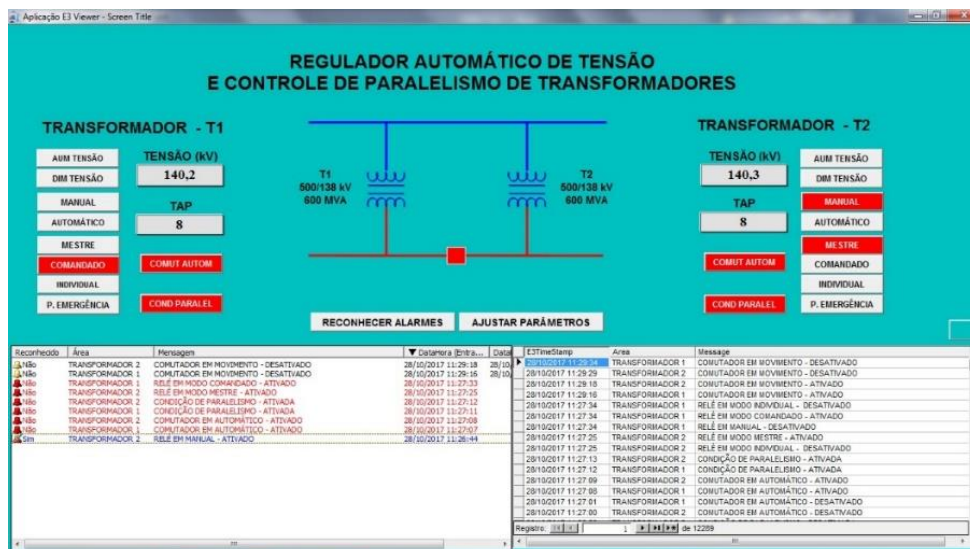 Aplicação E3 Viewer - Screen Title
REGULADOR AUTOMÁTICO DE TENSÃO
E CONTROLE DE PARALELISMO DE TRANSFORMADORES
TRANSFORMADOR - T1
AUM TENSÃO
DIM TENSÃO
MANUAL
AUTOMÁTICO
MESTRE
COMANDADO
INDIVIDUAL
P. EMERGÊNCIA
TENSÃO (kV)
140,2
TAP
8
COMUT AUTOM
COND PARALEL
T1
500/138 kV
600 MVA
T2
500/138 kV
600 MVA
RECONHECER ALARMES
AJUSTAR PARÂMETROS
TRANSFORMADOR - T2
TENSÃO (kV)
140,3
TAP
8
COMUT AUTOM
COND PARALEL
AUM TENSÃO
DIM TENSÃO
MANUAL
AUTOMÁTICO
MESTRE
COMANDADO
INDIVIDUAL
P. EMERGÊNCIA
Reconhecido Área Mensagem DataHora (Entra... Data
Não TRANSFORMADOR 2 COMUTADOR EM MOVIMENTO - DESATIVADO 28/10/2017 11:29:18 28/10,
Não TRANSFORMADOR 1 COMUTADOR EM MOVIMENTO - DESATIVADO 28/10/2017 11:29:16 28/10,
Não TRANSFORMADOR 1 RELÉ EM MODO COMANDADO - ATIVADO 28/10/2017 11:27:33
Não TRANSFORMADOR 2 RELÉ EM MODO MESTRE - ATIVADO 28/10/2017 11:27:25
Não TRANSFORMADOR 2 CONDIÇÃO DE PARALELISMO - ATIVADA 28/10/2017 11:27:12
Não TRANSFORMADOR 1 CONDIÇÃO DE PARALELISMO - ATIVADA 28/10/2017 11:27:11
Não TRANSFORMADOR 2 COMUTADOR EM AUTOMÁTICO - ATIVADO 28/10/2017 11:27:08
Não TRANSFORMADOR 1 COMUTADOR EM AUTOMÁTICO - ATIVADO 28/10/2017 11:27:07
Sim TRANSFORMADOR 2 RELÉ EM MANUAL - ATIVADO 28/10/2017 11:26:44
E3TimeStamp Area Message
28/10/2017 11:29:34 TRANSFORMADOR 1 COMUTADOR EM MOVIMENTO - DESATIVADO
28/10/2017 11:29:29 TRANSFORMADOR 2 COMUTADOR EM MOVIMENTO - DESATIVADO
28/10/2017 11:29:18 TRANSFORMADOR 2 COMUTADOR EM MOVIMENTO - ATIVADO
28/10/2017 11:29:16 TRANSFORMADOR 1 COMUTADOR EM MOVIMENTO - ATIVADO
28/10/2017 11:27:34 TRANSFORMADOR 1 RELÉ EM MODO INDIVIDUAL - DESATIVADO
28/10/2017 11:27:34 TRANSFORMADOR 1 RELÉ EM MODO COMANDADO - ATIVADO
28/10/2017 11:27:34 TRANSFORMADOR 1 RELÉ EM MANUAL - DESATIVADO
28/10/2017 11:27:25 TRANSFORMADOR 2 RELÉ EM MODO MESTRE - ATIVADO
28/10/2017 11:27:25 TRANSFORMADOR 2 RELÉ EM MODO INDIVIDUAL - DESATIVADO
28/10/2017 11:27:13 TRANSFORMADOR 2 CONDIÇÃO DE PARALELISMO - ATIVADA
28/10/2017 11:27:12 TRANSFORMADOR 1 CONDIÇÃO DE PARALELISMO - ATIVADA
28/10/2017 11:27:09 TRANSFORMADOR 2 COMUTADOR EM AUTOMÁTICO - ATIVADO
28/10/2017 11:27:08 TRANSFORMADOR 1 COMUTADOR EM AUTOMÁTICO - ATIVADO
28/10/2017 11:27:01 TRANSFORMADOR 1 COMUTADOR EM AUTOMÁTICO - DESATIVADO
28/10/2017 11:27:00 TRANSFORMADOR 2 COMUTADOR EM AUTOMÁTICO - DESATIVADO
Registro: 1 de 12289